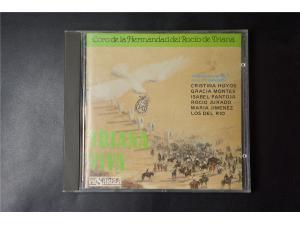 Coro de la Hermandad del Rocío de Triana
CRISTINA HOYOS
GRACIA MONTES
ISABEL PANTOJA
ROCIO JURADO
MARIA JIMENEZ
LOS DEL RIO
TRIANA
VIVA